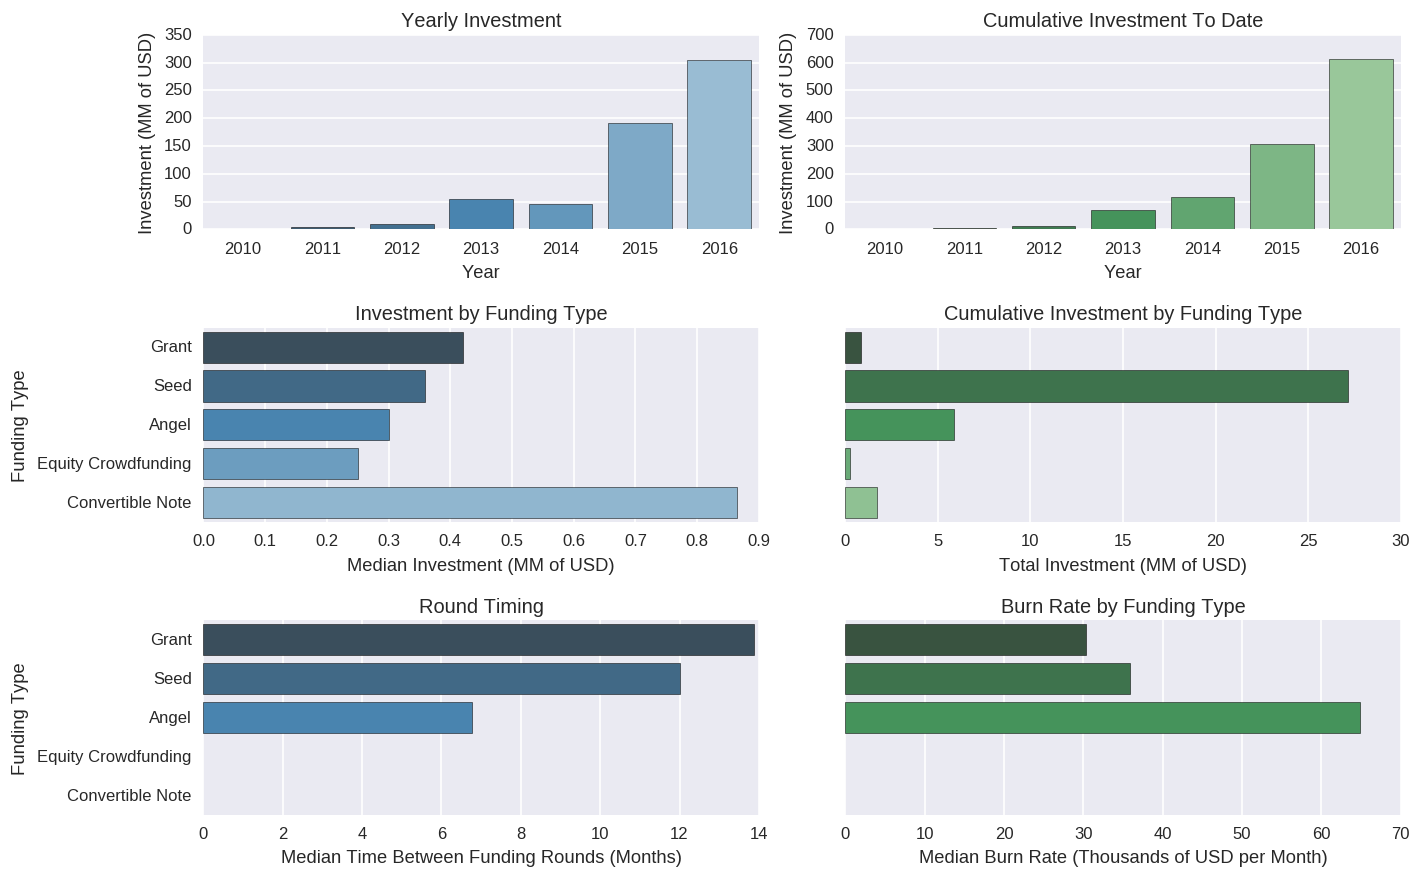 Yearly Investment
Investment (MM of USD)
350
300
250
200
150
100
50
0
2010 2011 2012 2013 2014 2015 2016
Year
Cumulative Investment To Date
Investment (MM of USD)
700
600
500
400
300
200
100
0
2010 2011 2012 2013 2014 2015 2016
Year
Investment by Funding Type
Funding Type
Grant
Seed
Angel
Equity Crowdfunding
Convertible Note
0.0 0.1 0.2 0.3 0.4 0.5 0.6 0.7 0.8 0.9
Median Investment (MM of USD)
Cumulative Investment by Funding Type
0 5 10 15 20 25 30
Total Investment (MM of USD)
Round Timing
Funding Type
Grant
Seed
Angel
Equity Crowdfunding
Convertible Note
0 2 4 6 8 10 12 14
Median Time Between Funding Rounds (Months)
Burn Rate by Funding Type
0 10 20 30 40 50 60 70
Median Burn Rate (Thousands of USD per Month)